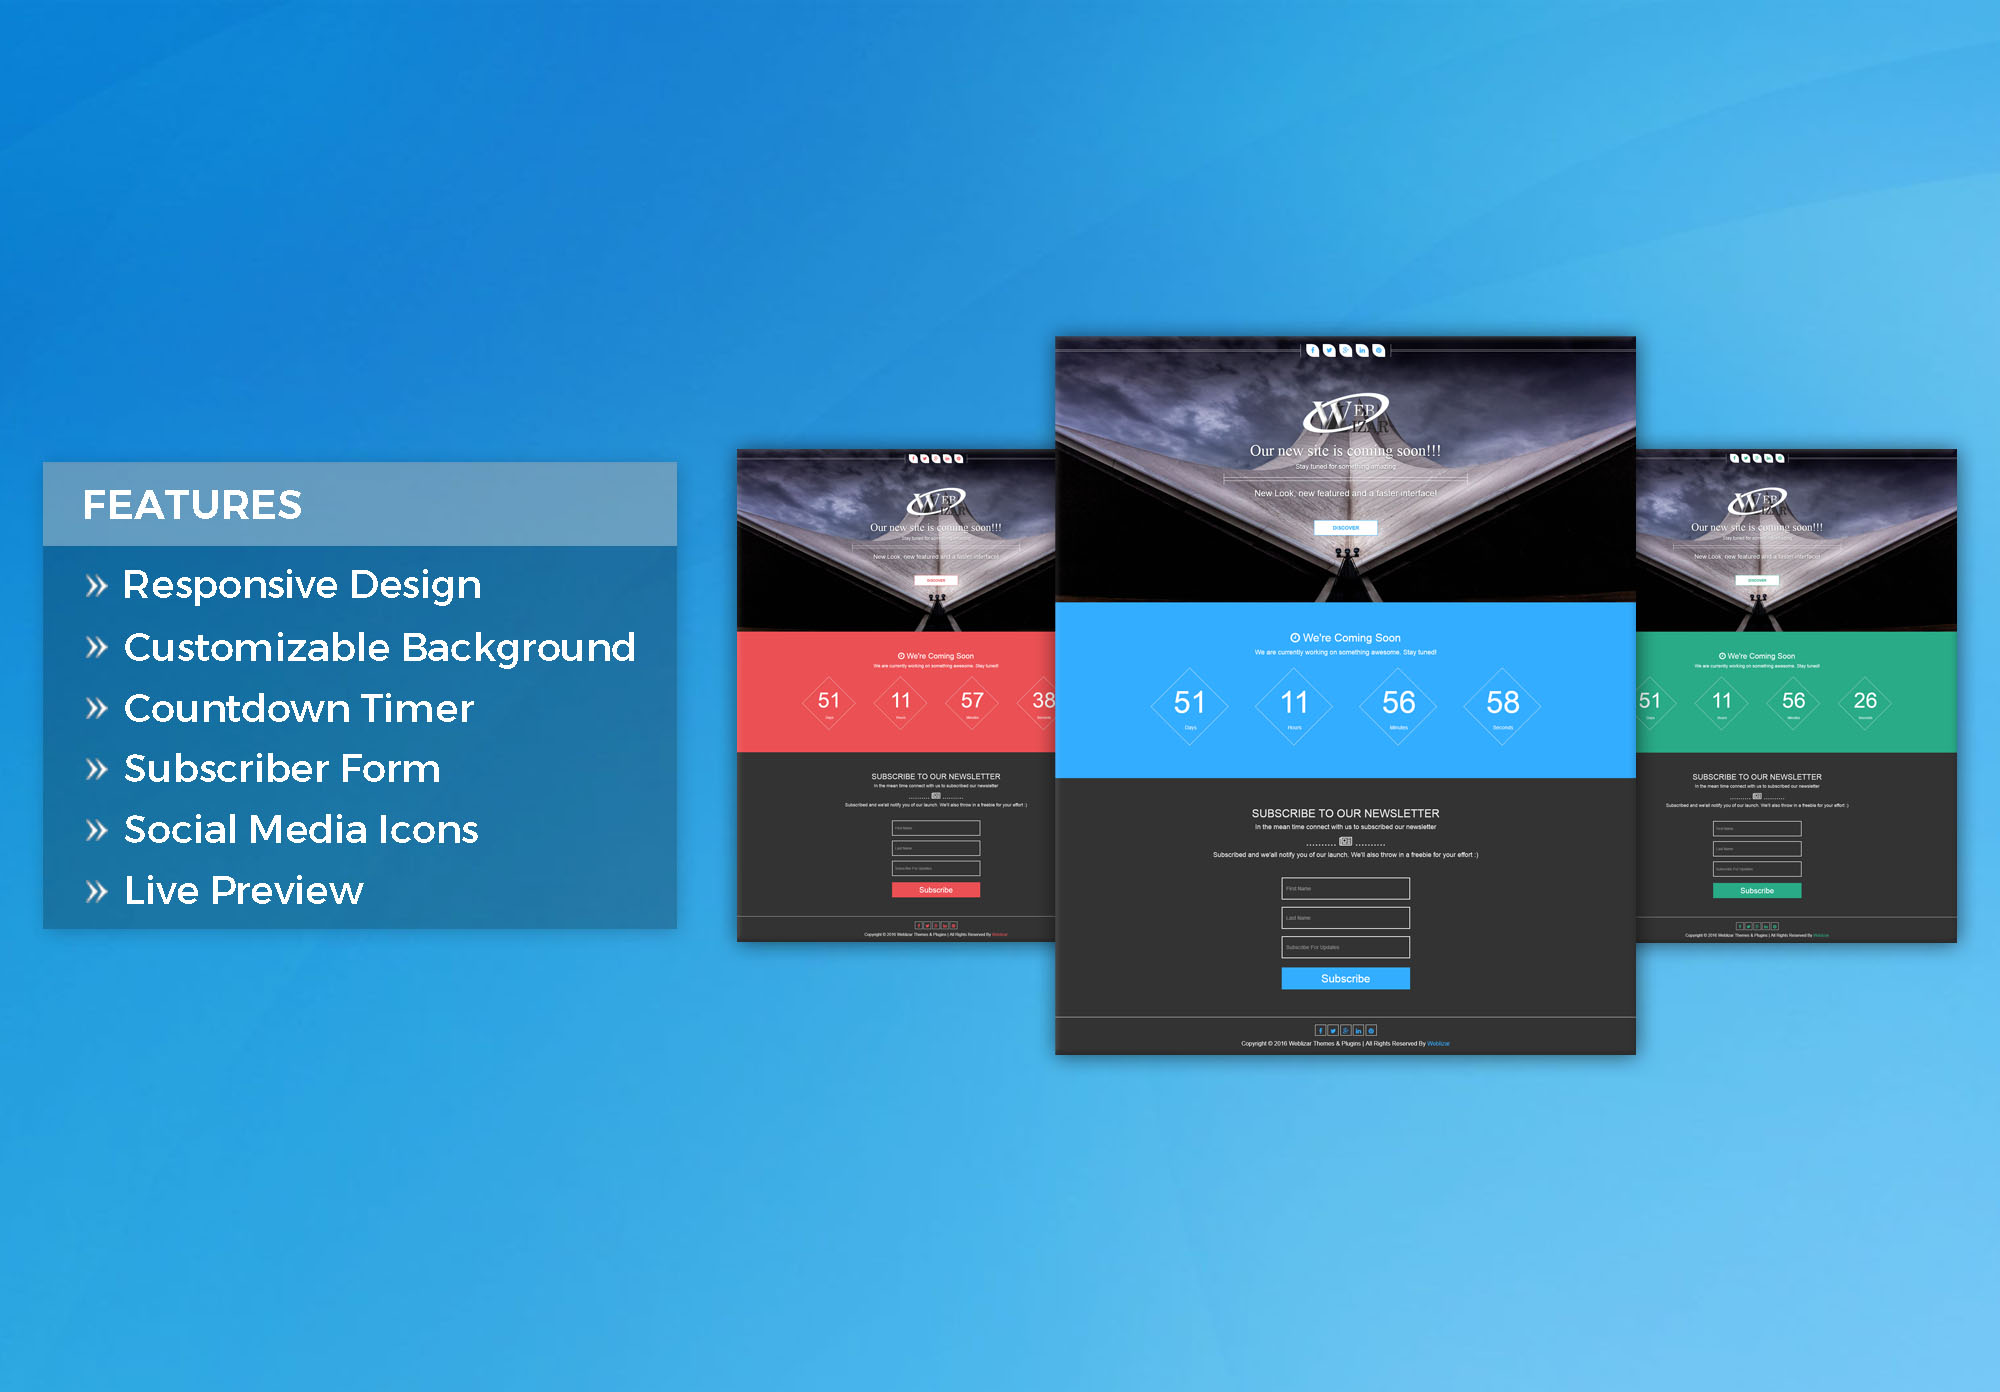 FEATURES
Responsive Design
Customizable Background
Countdown Timer
Subscriber Form
Social Media Icons
Live Preview
WEB
IZAR
Our new site is coming soon!!!
Stay tuned for something amazing
New Look, new featured and a faster interface!
DISCOVER
We're Coming Soon
We are currently working on something awesome. Stay tuned!
51 11 57 38
Days Hours Minutes Seconds
SUBSCRIBE TO OUR NEWSLETTER
In the mean time connect with us to subscribed our newsletter
Subscribed and we'all notify you of our launch. We'll also throw in a freebie for your effort :)
First Name
Last Name
Subscribe For Updates
Subscribe
Copyright © 2016 Weblizar Themes & Plugins | All Rights Reserved By Weblizar
WEB
IZAR
Our new site is coming soon!!!
Stay tuned for something amazing
New Look, new featured and a faster interface!
DISCOVER
We're Coming Soon
We are currently working on something awesome. Stay tuned!
51 11 56 58
Days Hours Minutes Seconds
SUBSCRIBE TO OUR NEWSLETTER
In the mean time connect with us to subscribed our newsletter
Subscribed and we'all notify you of our launch. We'll also throw in a freebie for your effort :)
First Name
Last Name
Subscribe For Updates
Subscribe
Copyright © 2016 Weblizar Themes & Plugins | All Rights Reserved By Weblizar
WEB
IZAR
Our new site is coming soon!!!
Stay tuned for something amazing
New Look, new featured and a faster interface!
DISCOVER
We're Coming Soon
We are currently working on something awesome. Stay tuned!
51 11 56 26
Days Hours Minutes Seconds
SUBSCRIBE TO OUR NEWSLETTER
In the mean time connect with us to subscribed our newsletter
Subscribed and we'all notify you of our launch. We'll also throw in a freebie for your effort :)
First Name
Last Name
Subscribe For Updates
Subscribe
Copyright © 2016 Weblizar Themes & Plugins | All Rights Reserved By Weblizar